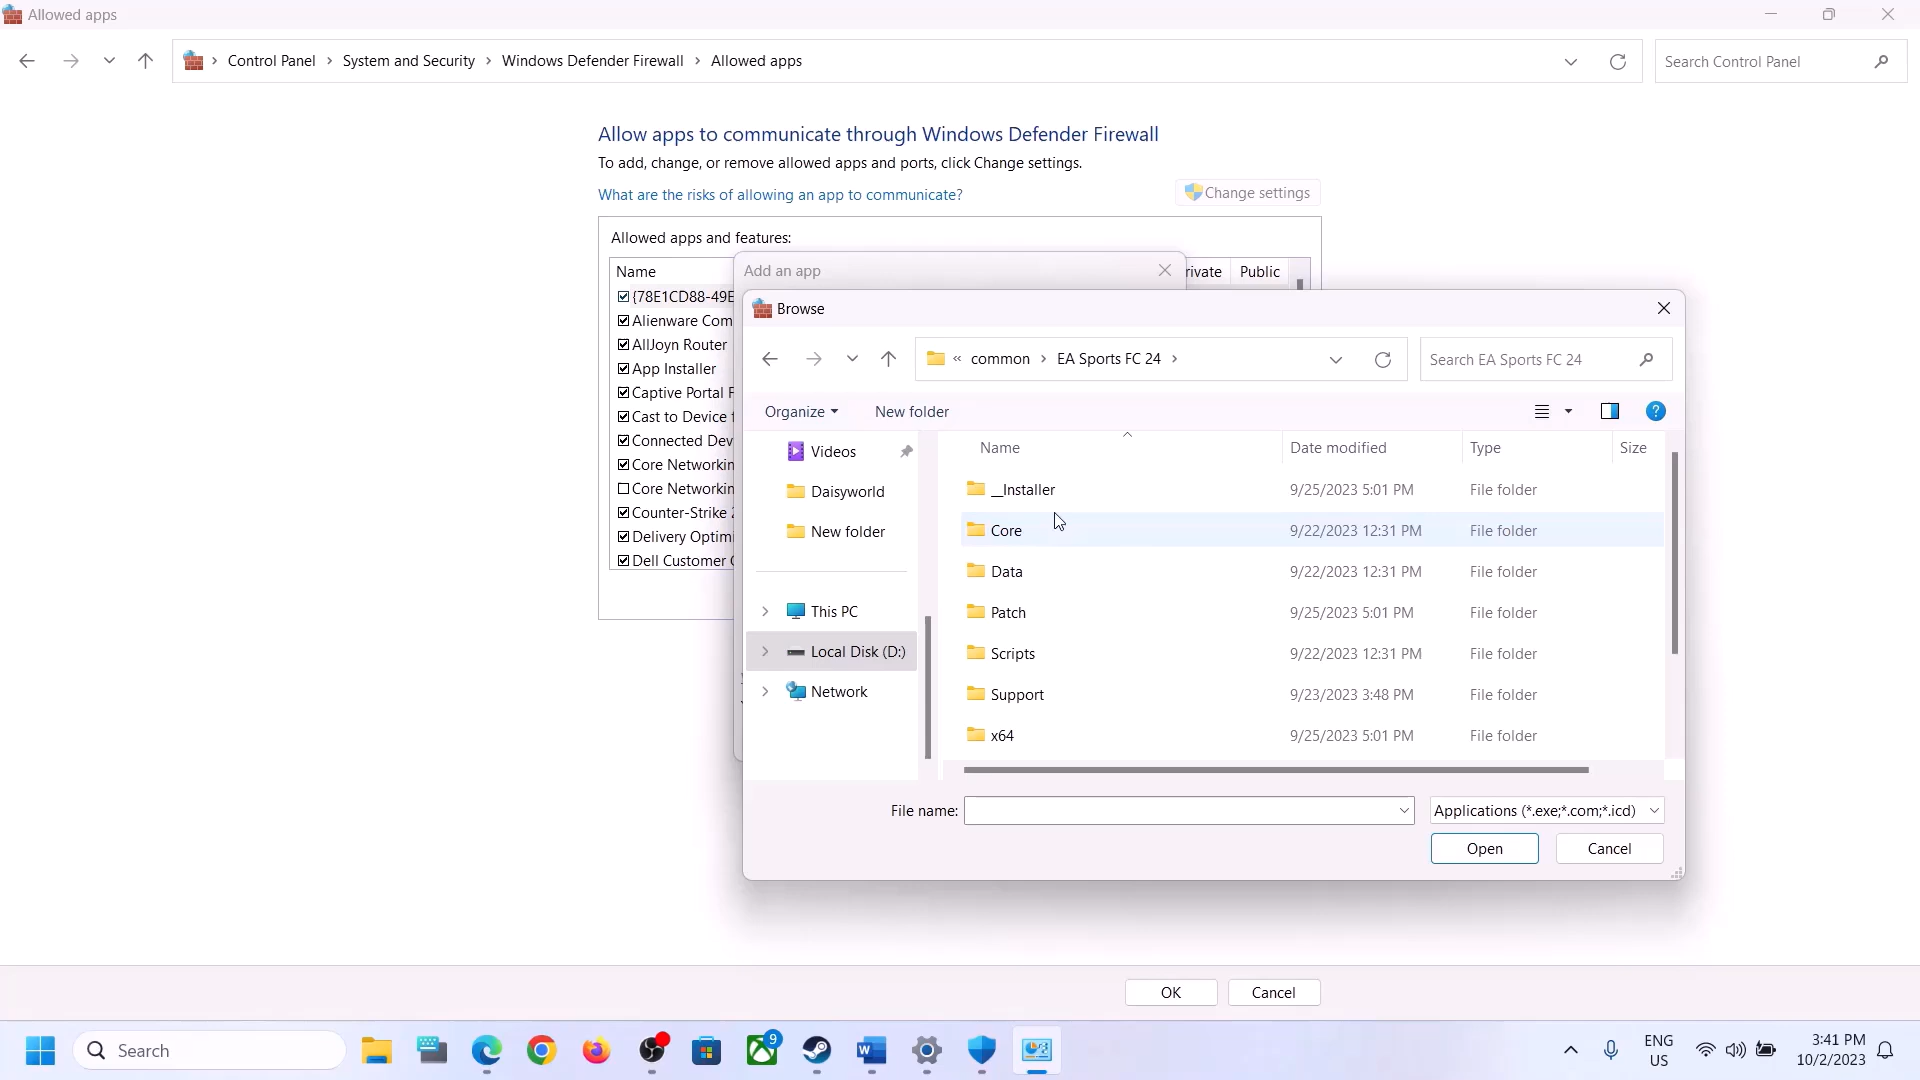 Allowed apps
Control Panel > System and Security > Windows Defender Firewall > Allowed apps
Search Control Panel
Allow apps to communicate through Windows Defender Firewall
To add, change, or remove allowed apps and ports, click Change settings.
What are the risks of allowing an app to communicate?
Change settings
Allowed apps and features:
Name
rivate
Public
{78E1CD88-49E
Alienware Com
AllJoyn Router
App Installer
Captive Portal F
Cast to Device
Connected Dev
Core Networkin
Core Networkin
Counter-Strike 2
Delivery Optimi
Dell Customer
Add an app
Browse
« common > EA Sports FC 24 >
Search EA Sports FC 24
Organize
New folder
Videos
Daisyworld
New folder
This PC
Local Disk (D:)
Network
Name Date modified Type Size
__Installer 9/25/2023 5:01 PM File folder
Core 9/22/2023 12:31 PM File folder
Data 9/22/2023 12:31 PM File folder
Patch 9/25/2023 5:01 PM File folder
Scripts 9/22/2023 12:31 PM File folder
Support 9/23/2023 3:48 PM File folder
x64 9/25/2023 5:01 PM File folder
File name:
Applications (*.exe;*.com;*.icd)
Open
Cancel
OK
Cancel
Search
9
ENG
US
3:41 PM
10/2/2023